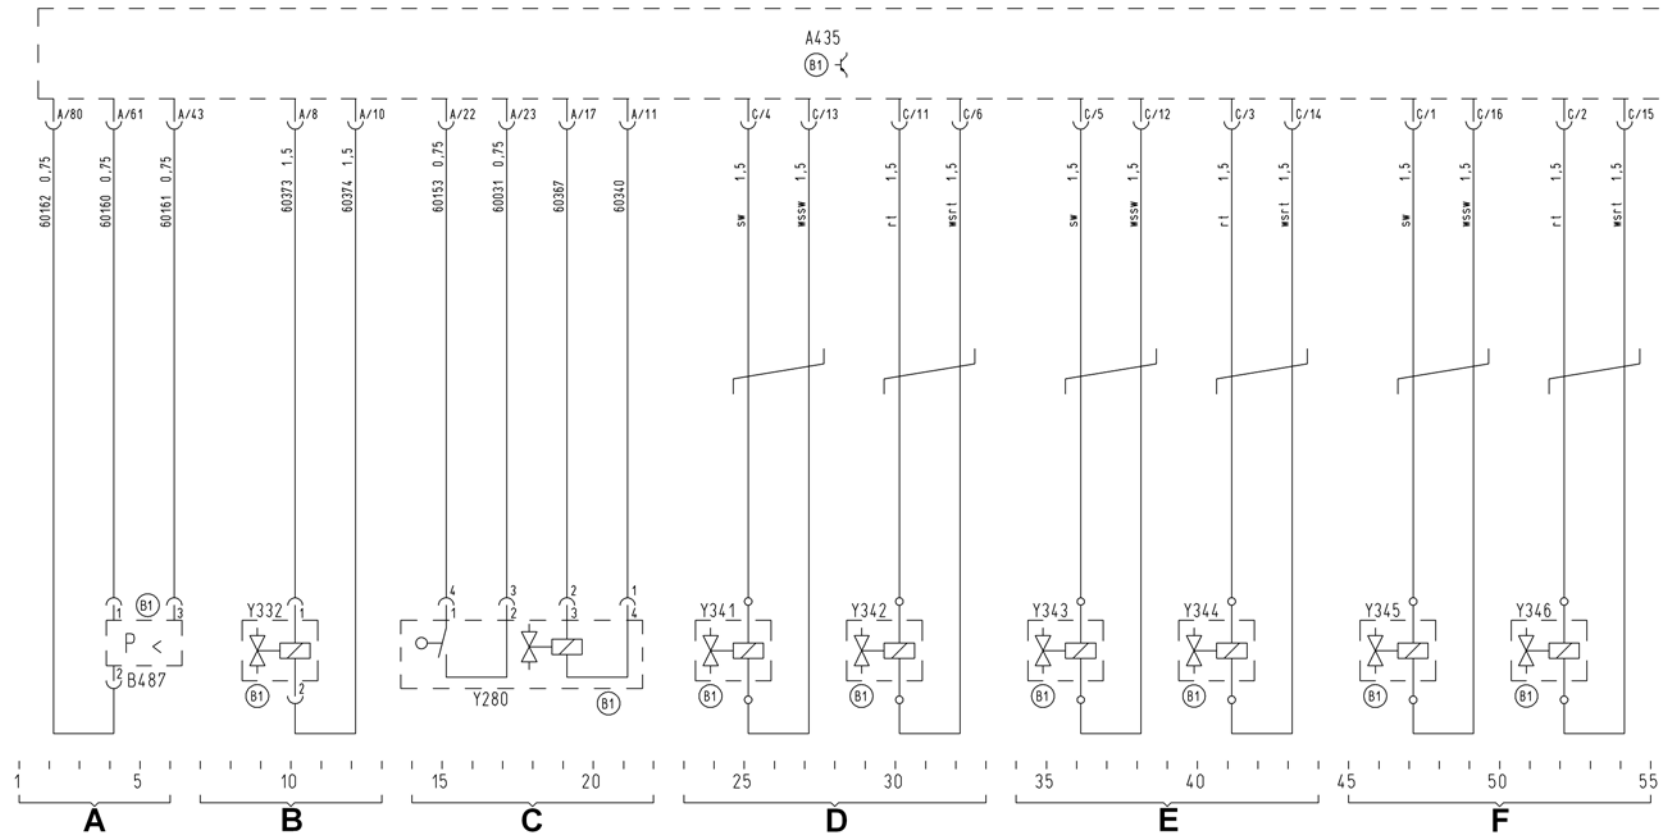 A435
B1
A/80 A/61 A/43 A/8 A/10 A/22 A/23 A/17 A/11 C/4 C/13 C/11 C/6 C/5 C/12 C/3 C/14 C/1 C/16 C/2 C/15
60162 0,75
60160 0,75
60161 0,75
60373 1,5
60374 1,5
60153 0,75
60031 0,75
60367
60340
sw 1,5
wssw 1,5
rt 1,5
wsrt 1,5
sw 1,5
wssw 1,5
rt 1,5
wsrt 1,5
sw 1,5
wssw 1,5
rt 1,5
wsrt 1,5
4 3 2 1
B1
1 3 Y332 1 1 2 3 4 Y341 Y342 Y343 Y344 Y345 Y346
P <
2 B487 B1 2 Y280 B1 B1 B1 B1 B1 B1 B1
1 5 10 15 20 25 30 35 40 45 50 55
A B C D E F